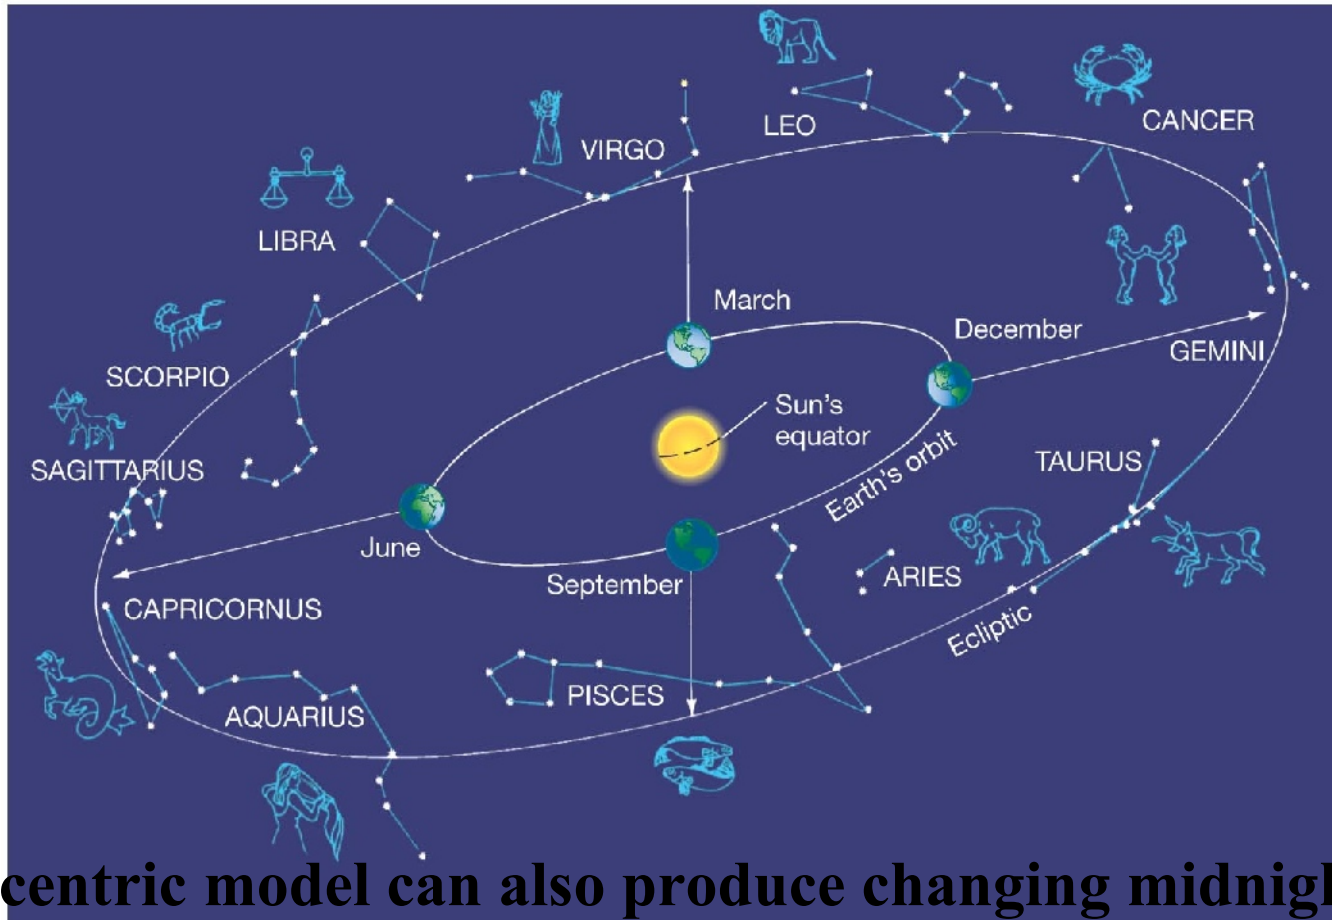 LEO
CANCER
VIRGO
LIBRA
March
December
GEMINI
SCORPIO
Sun's
equator
SAGITTARIUS
TAURUS
Earth's orbit
June
September
ARIES
CAPRICORNUS
Ecliptic
PISCES
AQUARIUS
centric model can also produce changing